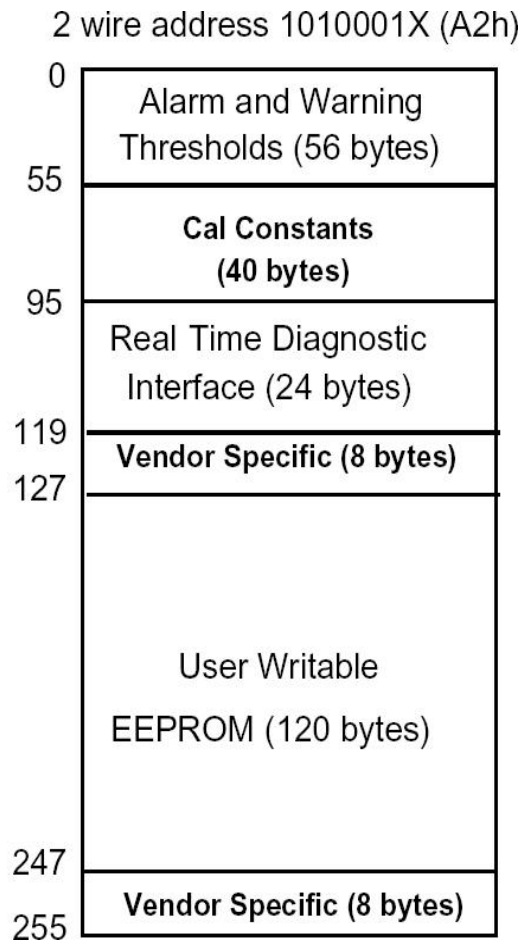 2 wire address 1010001X (A2h)
0
Alarm and Warning
Thresholds (56 bytes)
55
Cal Constants
(40 bytes)
95
Real Time Diagnostic
Interface (24 bytes)
119
Vendor Specific (8 bytes)
127
User Writable
EEPROM (120 bytes)
247
Vendor Specific (8 bytes)
255